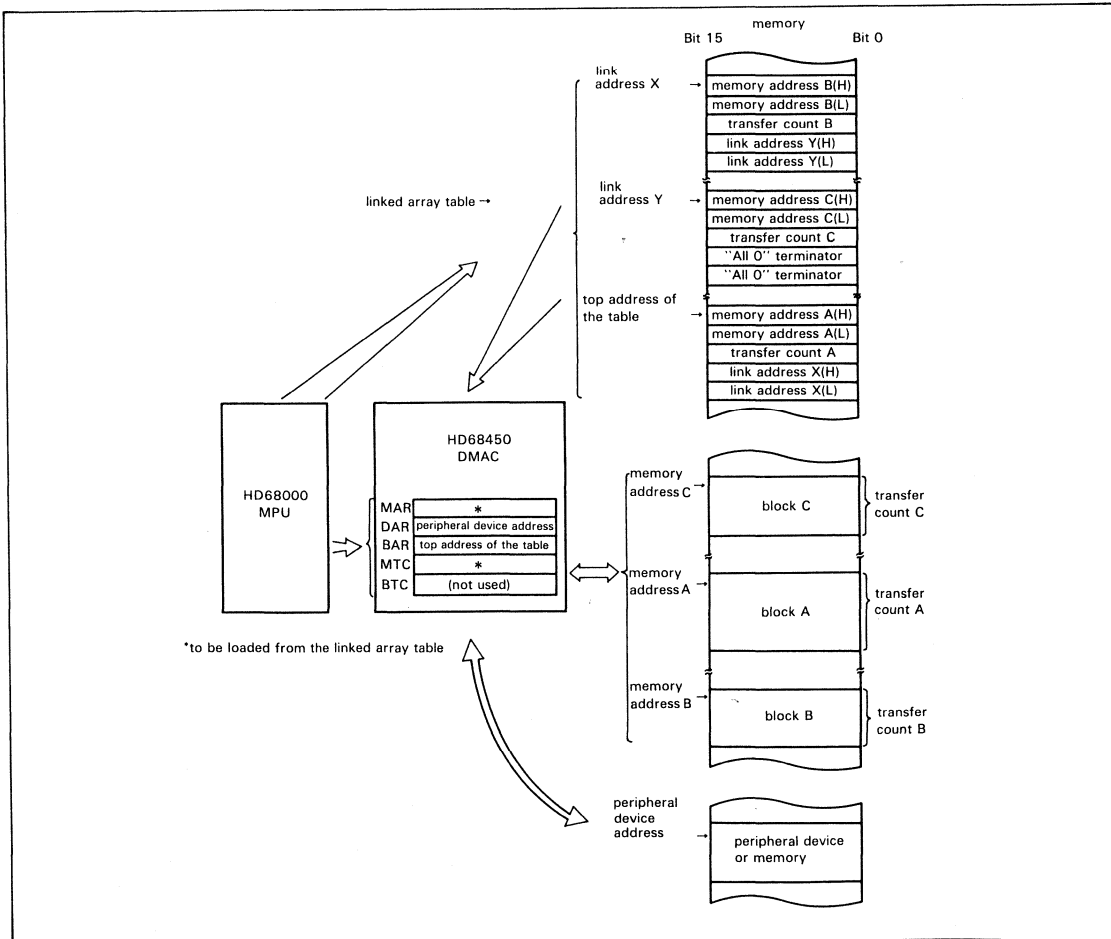 memory
Bit 15 Bit 0
link
address X →
memory address B(H)
memory address B(L)
transfer count B
link address Y(H)
link address Y(L)
linked array table →
link
address Y →
memory address C(H)
memory address C(L)
transfer count C
"All 0" terminator
"All 0" terminator
top address of
the table →
memory address A(H)
memory address A(L)
transfer count A
link address X(H)
link address X(L)
HD68000
MPU
HD68450
DMAC
MAR *
DAR peripheral device address
BAR top address of the table
MTC *
BTC (not used)
*to be loaded from the linked array table
memory
address C →
block C
transfer
count C
memory
address A →
block A
transfer
count A
memory
address B →
block B
transfer
count B
peripheral
device
address →
peripheral device
or memory